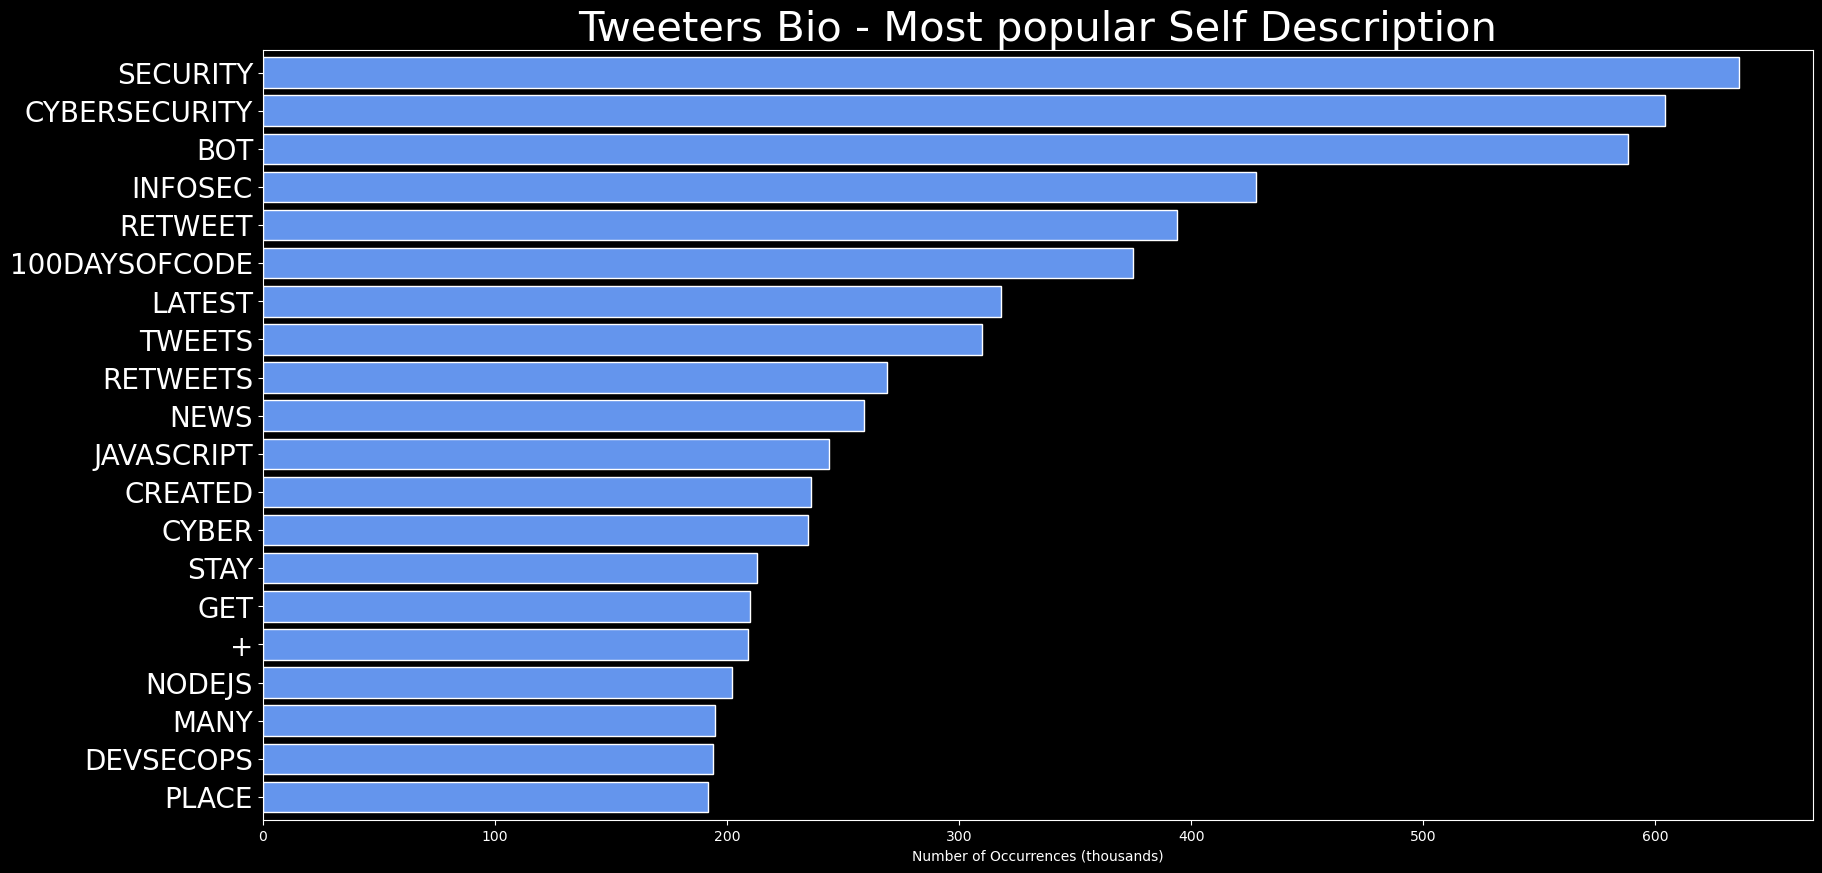 Tweeters Bio - Most popular Self Description
SECURITY
CYBERSECURITY
BOT
INFOSEC
RETWEET
100DAYSOFCODE
LATEST
TWEETS
RETWEETS
NEWS
JAVASCRIPT
CREATED
CYBER
STAY
GET
+
NODEJS
MANY
DEVSECOPS
PLACE
0 100 200 300 400 500 600
Number of Occurrences (thousands)